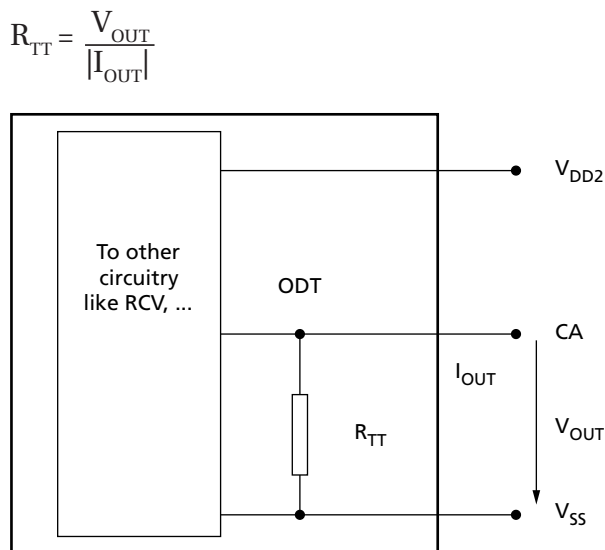 R_TT = V_OUT / |I_OUT|
V_DD2
To other
circuitry
like RCV, ...
ODT
CA
I_OUT
R_TT
V_OUT
V_SS